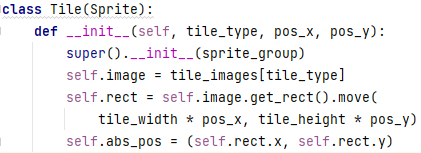 class Tile(Sprite):
    def __init__(self, tile_type, pos_x, pos_y):
        super().__init__(sprite_group)
        self.image = tile_images[tile_type]
        self.rect = self.image.get_rect().move(
            tile_width * pos_x, tile_height * pos_y)
        self.abs_pos = (self.rect.x, self.rect.y)